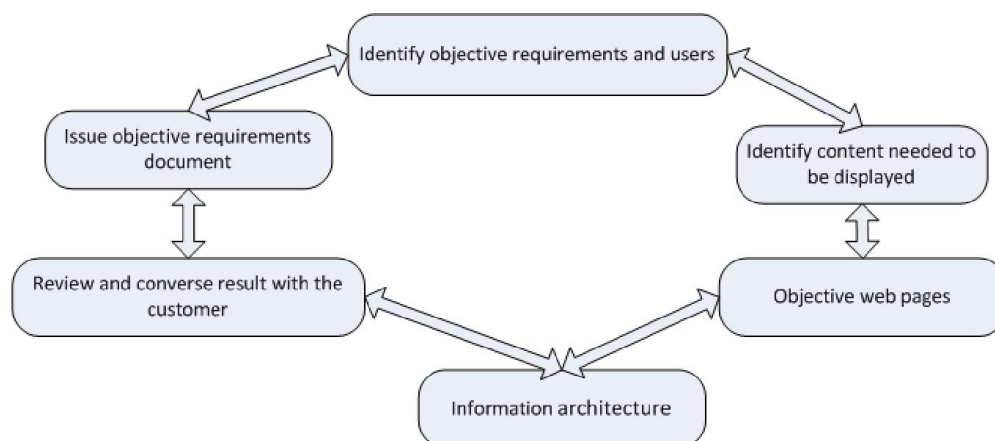 Identify objective requirements and users
Issue objective requirements
document
Identify content needed to
be displayed
Review and converse result with the
customer
Objective web pages
Information architecture